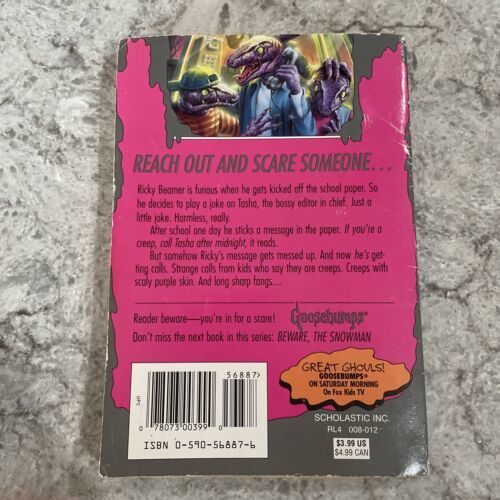 REACH OUT AND SCARE SOMEONE...
Ricky Beamer is furious when he gets kicked off the school paper. So
he decides to play a joke on Tasha, the bossy editor in chief. Just a
little joke. Harmless, really.
After school one day he sticks a message in the paper. If you're a
creep, call Tasha after midnight, it reads.
But somehow Ricky's message gets messed up. And now he's get-
ting calls. Strange calls from kids who say they are creeps. Creeps with
scaly purple skin. And long sharp fangs....
Reader beware—you're in for a scare! Goosebumps®
Don't miss the next book in this series: BEWARE, THE SNOWMAN
56887>
UPC
0 78073 00399 0
ISBN 0-590-56887-6
GREAT GHOULS!
GOOSEBUMPS®
ON SATURDAY MORNING
On Fox Kids TV
SCHOLASTIC INC.
RL4 008-012
$3.99 US
$4.99 CAN